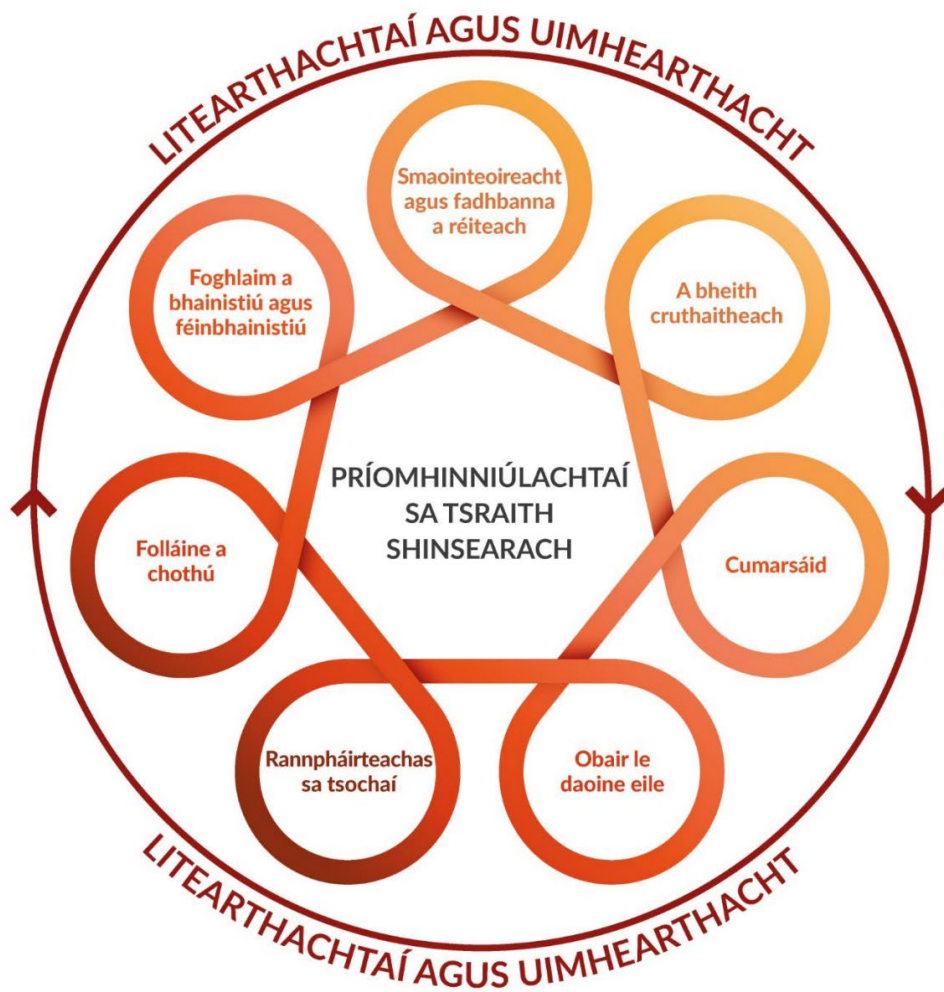 LITEARTHACHTAÍ AGUS UIMHEARTHACHT
Smaointeoireacht
agus fadhbanna
a réiteach
A bheith
cruthaitheach
Cumarsáid
Obair le
daoine eile
Rannpháirteachas
sa tsochaí
Folláine a
chothú
Foghlaim a
bhainistiú agus
féinbhainistiú
PRÍOMHINNIÚLACHTAÍ
SA TSRAITH
SHINSEARACH
LITEARTHACHTAÍ AGUS UIMHEARTHACHT